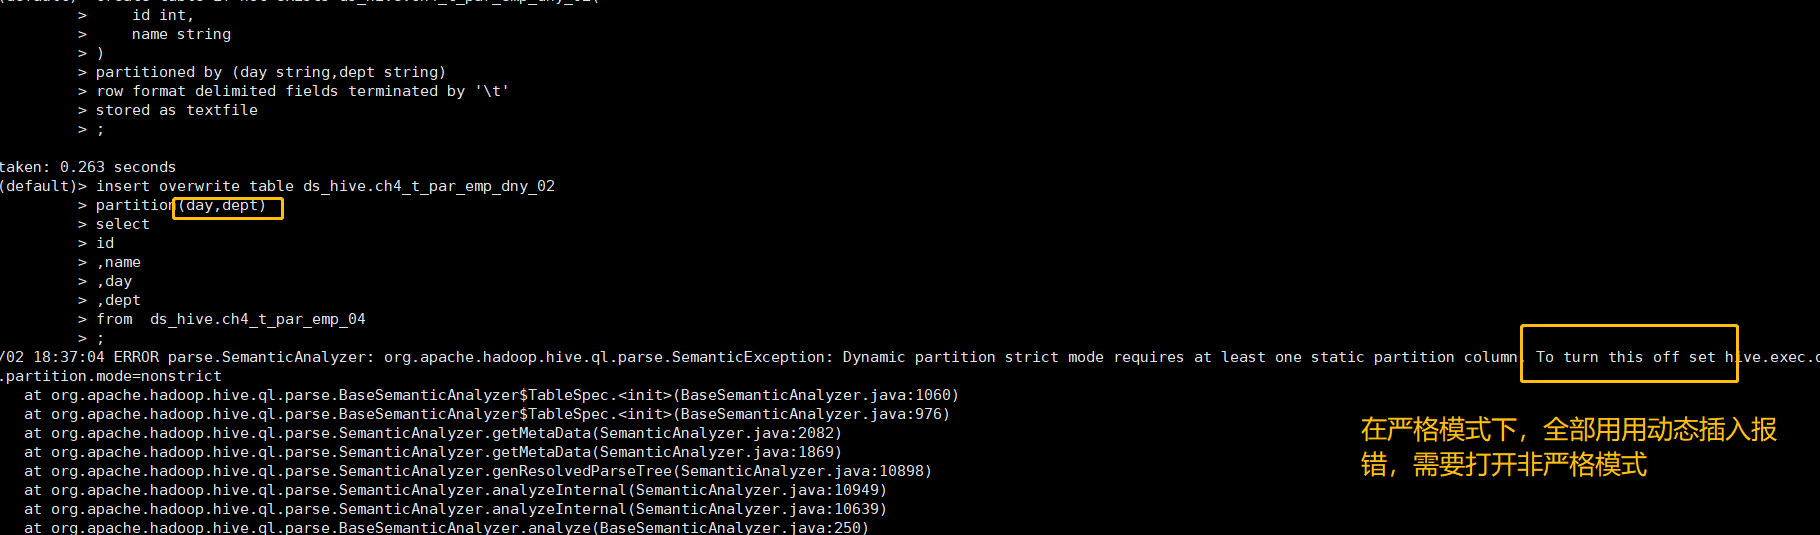 (default)> create table if not exists ds_hive.ch4_t_par_emp_dny_02(
> id int,
> name string
> )
> partitioned by (day string,dept string)
> row format delimited fields terminated by '\t'
> stored as textfile
> ;
taken: 0.263 seconds
(default)> insert overwrite table ds_hive.ch4_t_par_emp_dny_02
> partition(day,dept)
> select
> id
> ,name
> ,day
> ,dept
> from  ds_hive.ch4_t_par_emp_04
> ;
/02 18:37:04 ERROR parse.SemanticAnalyzer: org.apache.hadoop.hive.ql.parse.SemanticException: Dynamic partition strict mode requires at least one static partition column. To turn this off set hive.exec.d
.partition.mode=nonstrict
at org.apache.hadoop.hive.ql.parse.BaseSemanticAnalyzer$TableSpec.<init>(BaseSemanticAnalyzer.java:1060)
at org.apache.hadoop.hive.ql.parse.BaseSemanticAnalyzer$TableSpec.<init>(BaseSemanticAnalyzer.java:976)
at org.apache.hadoop.hive.ql.parse.SemanticAnalyzer.getMetaData(SemanticAnalyzer.java:2082)
at org.apache.hadoop.hive.ql.parse.SemanticAnalyzer.getMetaData(SemanticAnalyzer.java:1869)
at org.apache.hadoop.hive.ql.parse.SemanticAnalyzer.genResolvedParseTree(SemanticAnalyzer.java:10898)
at org.apache.hadoop.hive.ql.parse.SemanticAnalyzer.analyzeInternal(SemanticAnalyzer.java:10949)
at org.apache.hadoop.hive.ql.parse.SemanticAnalyzer.analyzeInternal(SemanticAnalyzer.java:10639)
at org.apache.hadoop.hive.ql.parse.BaseSemanticAnalyzer.analyze(BaseSemanticAnalyzer.java:250)
在严格模式下，全部用用动态插入报
错，需要打开非严格模式